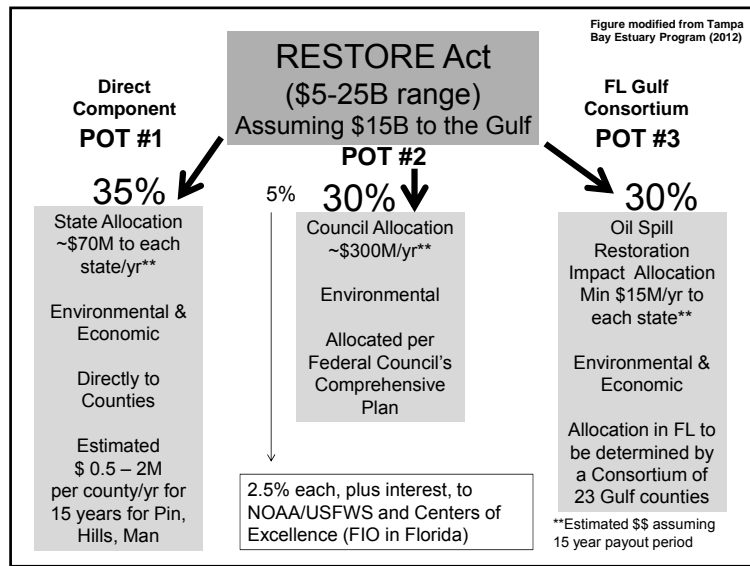 Figure modified from Tampa
Bay Estuary Program (2012)
RESTORE Act
($5-25B range)
Assuming $15B to the Gulf
Direct
Component
POT #1
35%
State Allocation
~$70M to each
state/yr**
Environmental &
Economic
Directly to
Counties
Estimated
$ 0.5 – 2M
per county/yr for
15 years for Pin,
Hills, Man
POT #2
5%
30%
Council Allocation
~$300M/yr**
Environmental
Allocated per
Federal Council's
Comprehensive
Plan
2.5% each, plus interest, to
NOAA/USFWS and Centers of
Excellence (FIO in Florida)
FL Gulf
Consortium
POT #3
30%
Oil Spill
Restoration
Impact Allocation
Min $15M/yr to
each state**
Environmental &
Economic
Allocation in FL to
be determined by
a Consortium of
23 Gulf counties
**Estimated $$ assuming
15 year payout period